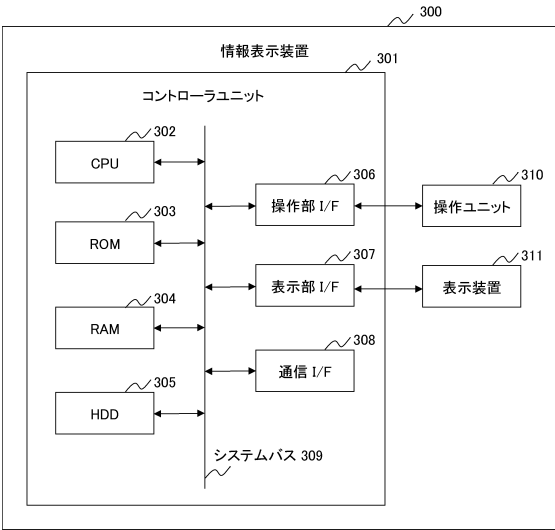 300
情報表示装置
301
コントローラユニット
302
CPU
303
ROM
304
RAM
305
HDD
306
操作部 I/F
307
表示部 I/F
308
通信 I/F
システムバス 309
310
操作ユニット
311
表示装置